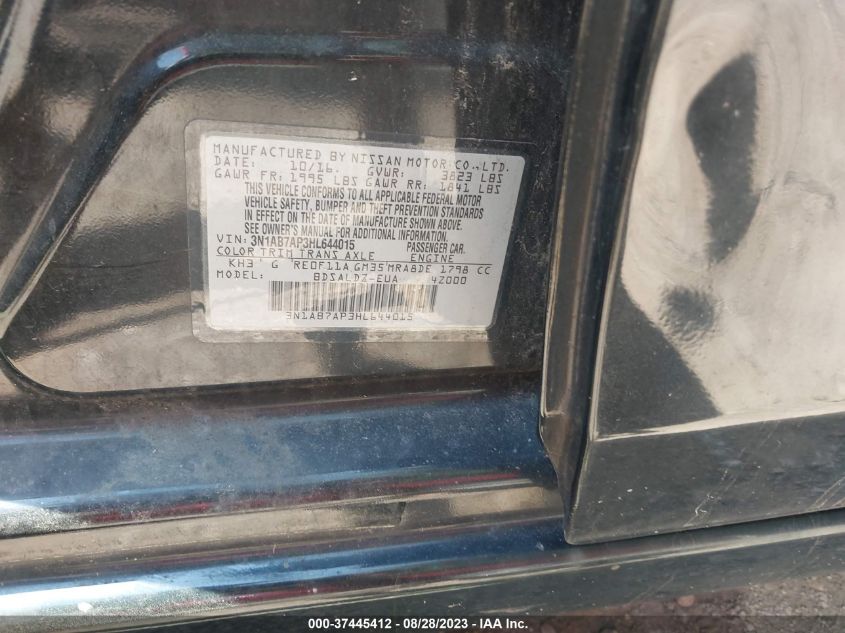 MANUFACTURED BY NISSAN MOTOR CO., LTD.
DATE: 10/16. GVWR: 3823 LBS
GAWR FR: 1995 LBS GAWR RR: 1841 LBS
THIS VEHICLE CONFORMS TO ALL APPLICABLE FEDERAL MOTOR
VEHICLE SAFETY, BUMPER AND THEFT PREVENTION STANDARDS
IN EFFECT ON THE DATE OF MANUFACTURE SHOWN ABOVE.
SEE OWNER'S MANUAL FOR ADDITIONAL INFORMATION.
VIN: 3N1AB7AP3HL644015 PASSENGER CAR.
COLOR TRIM TRANS AXLE ENGINE
KH3 G RE0F11A GM35 MRA8DE 1798 CC
MODEL: BDSALDZ-EUA 4Z000
3N1AB7AP3HL644015
000-37445412 - 08/28/2023 - IAA Inc.